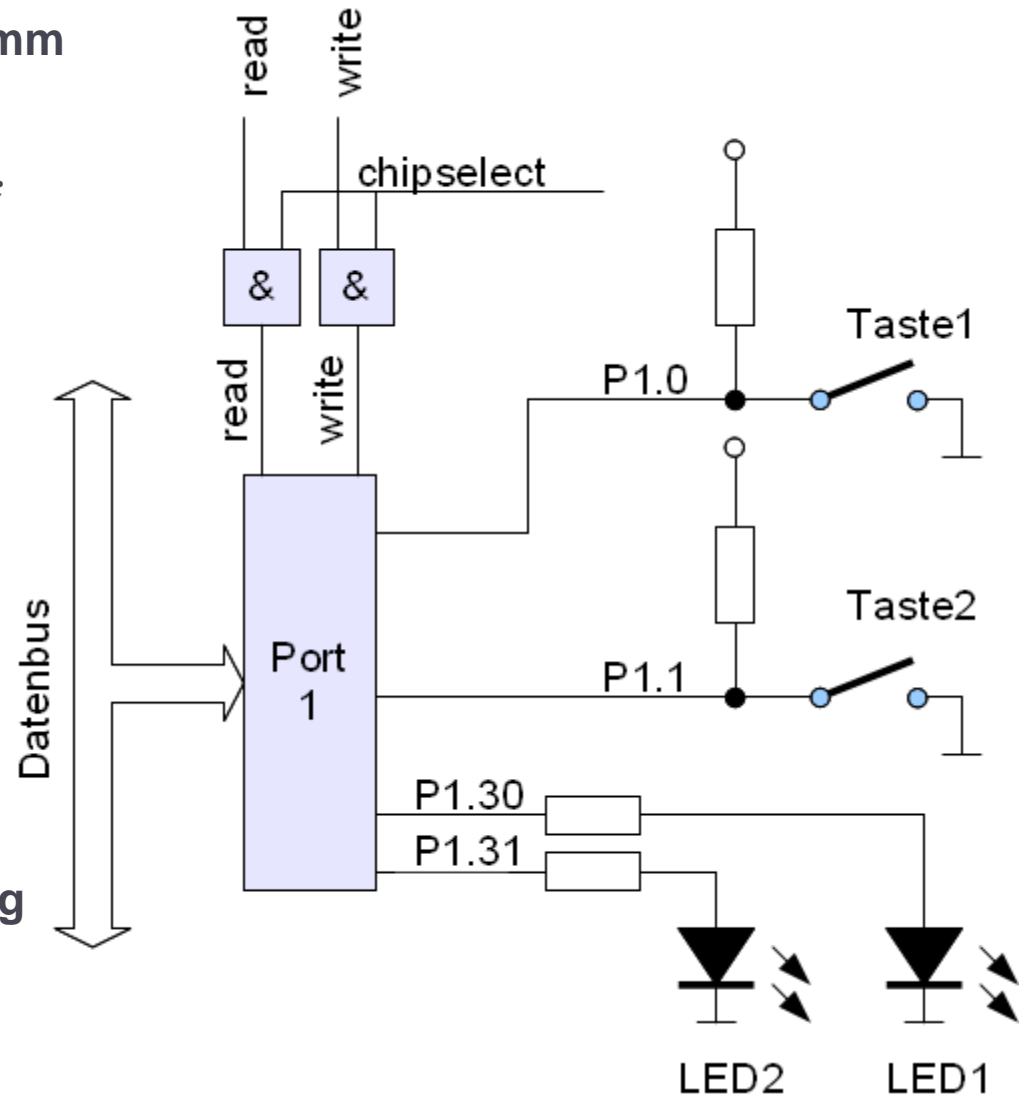 mm
read
write
chipselect
&
&
read
write
Taste1
P1.0
Taste2
P1.1
Datenbus
Port
1
P1.30
P1.31
g
LED2
LED1